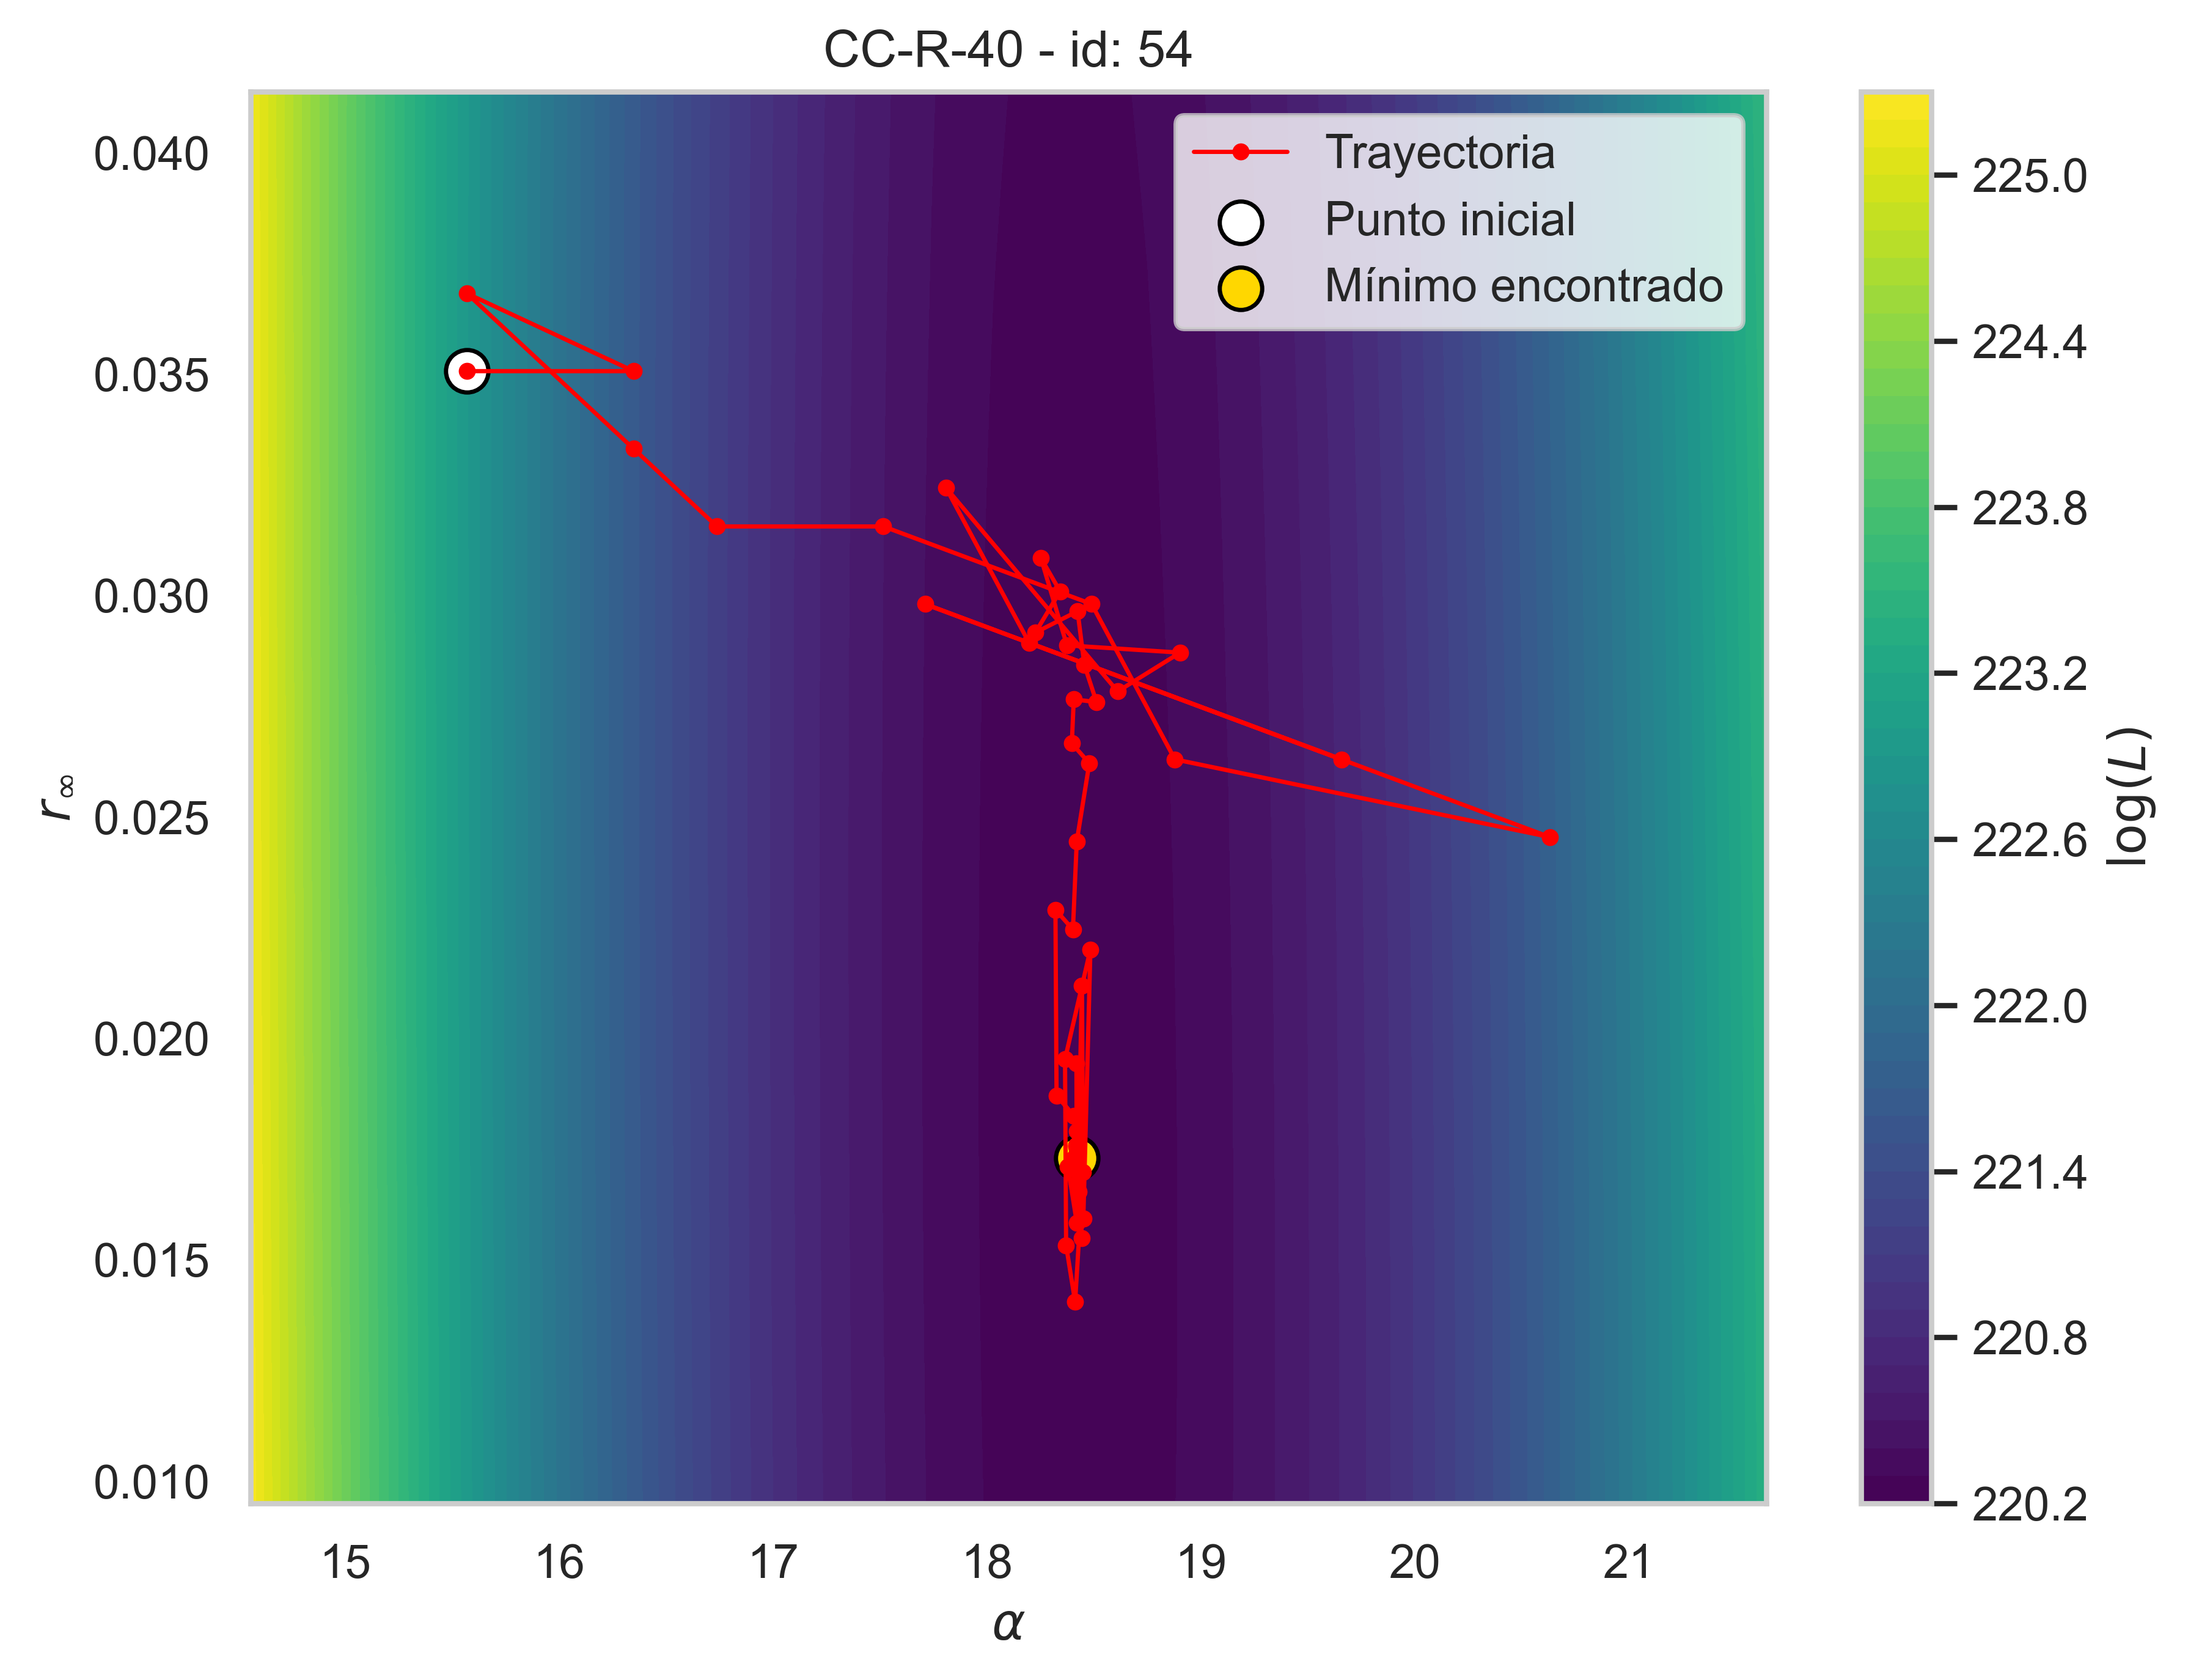 CC-R-40 - id: 54
Trayectoria
Punto inicial
Mínimo encontrado
0.040
0.035
0.030
0.025
0.020
0.015
0.010
r∞
15 16 17 18 19 20 21
α
225.0
224.4
223.8
223.2
222.6
222.0
221.4
220.8
220.2
log(L)